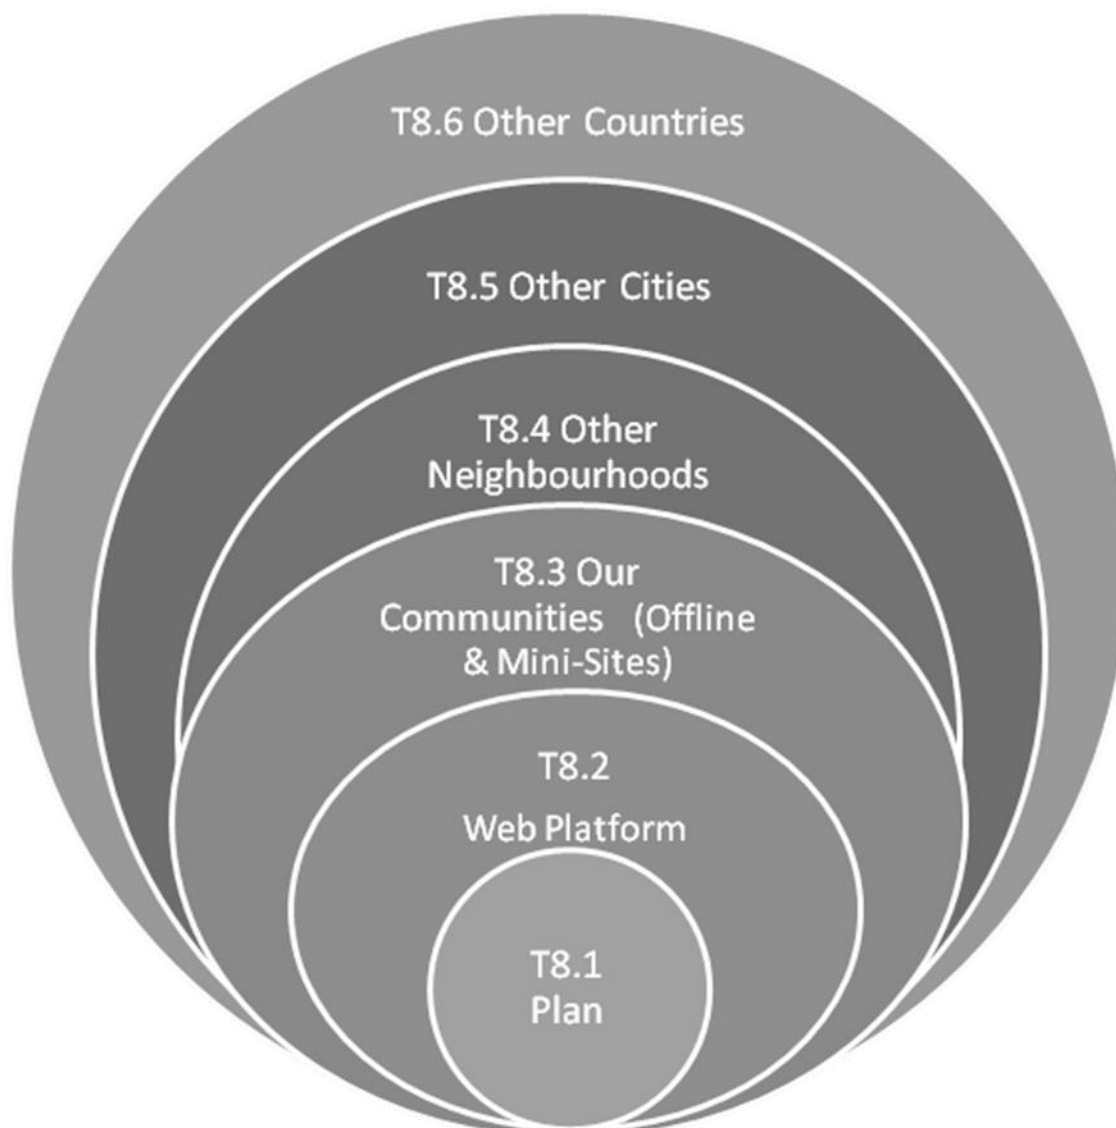 T8.6 Other Countries
T8.5 Other Cities
T8.4 Other
Neighbourhoods
T8.3 Our
Communities (Offline
& Mini-Sites)
T8.2
Web Platform
T8.1
Plan